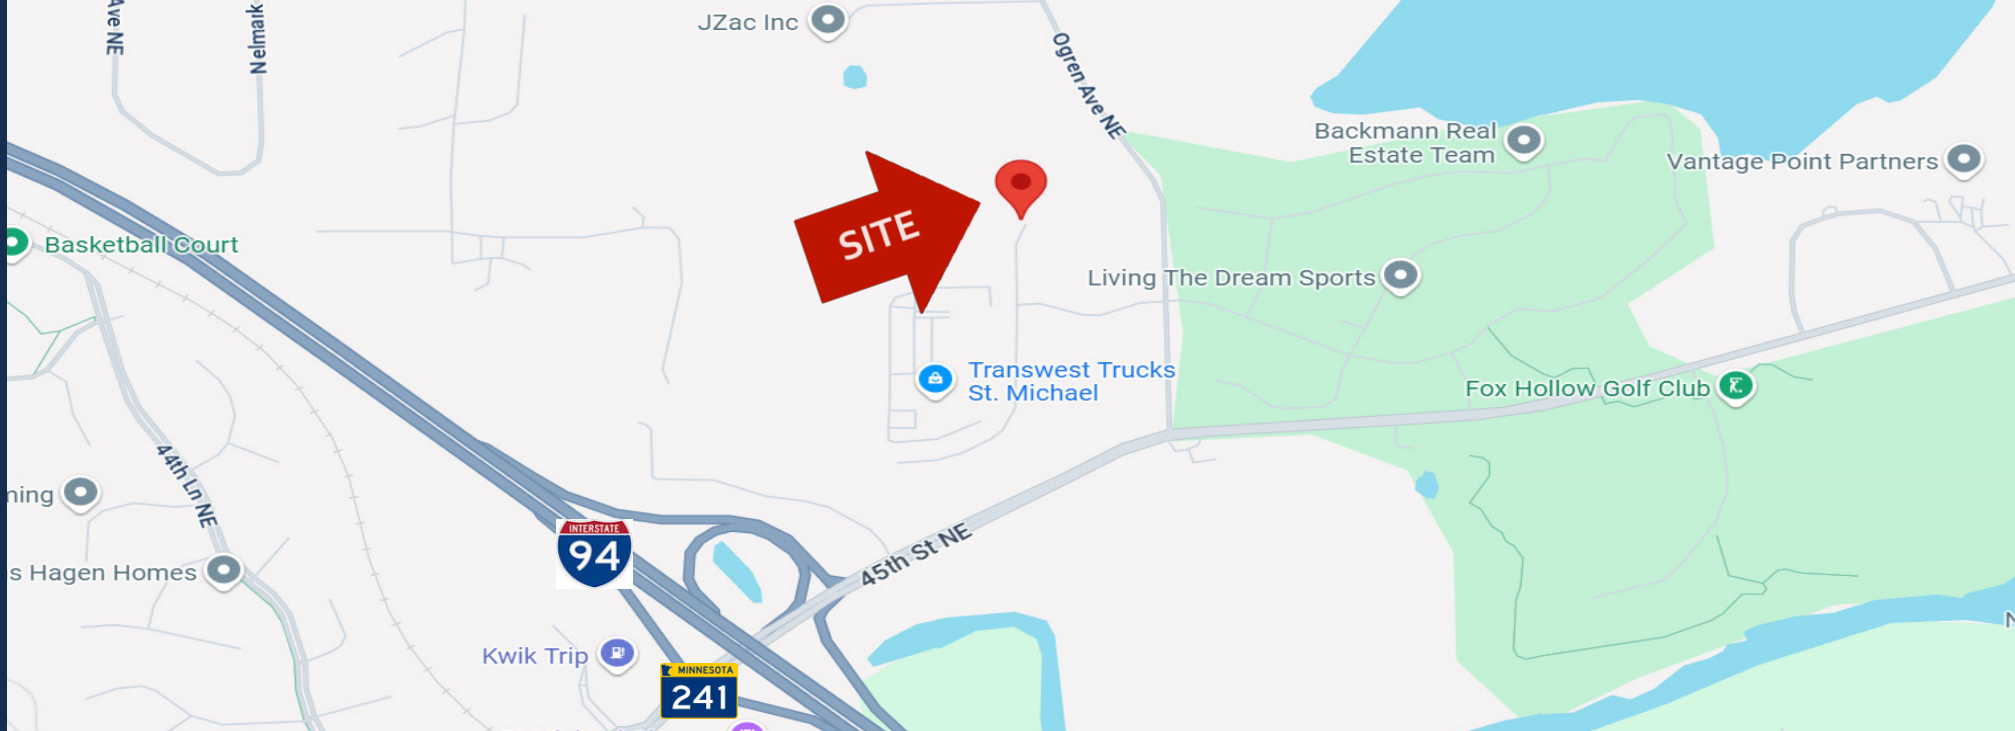 Ave NE
Nelmark
JZac Inc
Ogren Ave NE
Backmann Real
Estate Team
Vantage Point Partners
SITE
Basketball Court
Living The Dream Sports
Transwest Trucks
St. Michael
Fox Hollow Golf Club
44th Ln NE
ning
INTERSTATE
94
45th St NE
s Hagen Homes
Kwik Trip
MINNESOTA
241